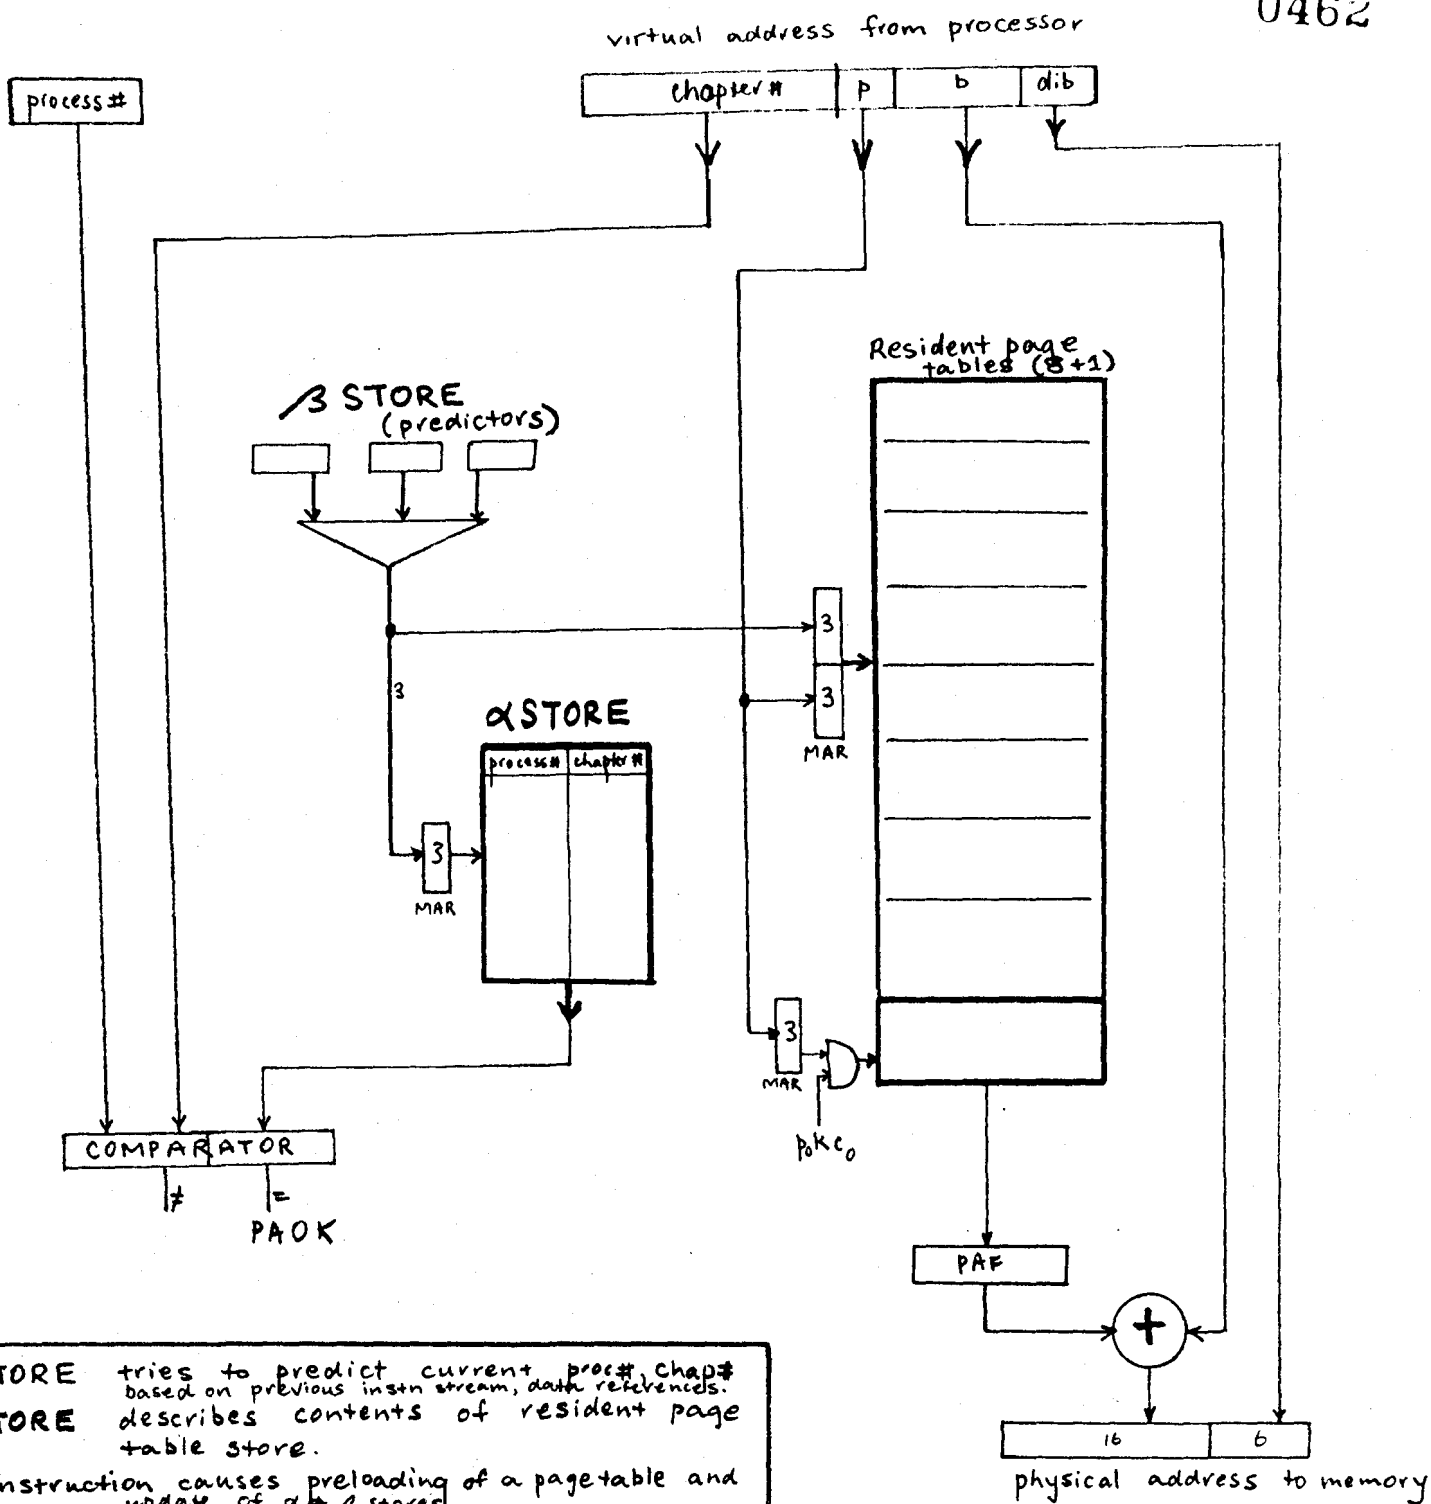 0462
virtual address from processor
process#
chapter# p b dib
Resident page
tables (8+1)
β STORE
(predictors)
3
3
3
MAR
α STORE
process# chapter#
3
MAR
3
MAR
COMPARATOR
≠ =
PAOK
PAF
+
TORE tries to predict current proc#, chap#
based on previous instn stream, data references.
TORE describes contents of resident page
table store.
16 6
physical address to memory
nstruction causes preloading of a page table and
update of α + β stores